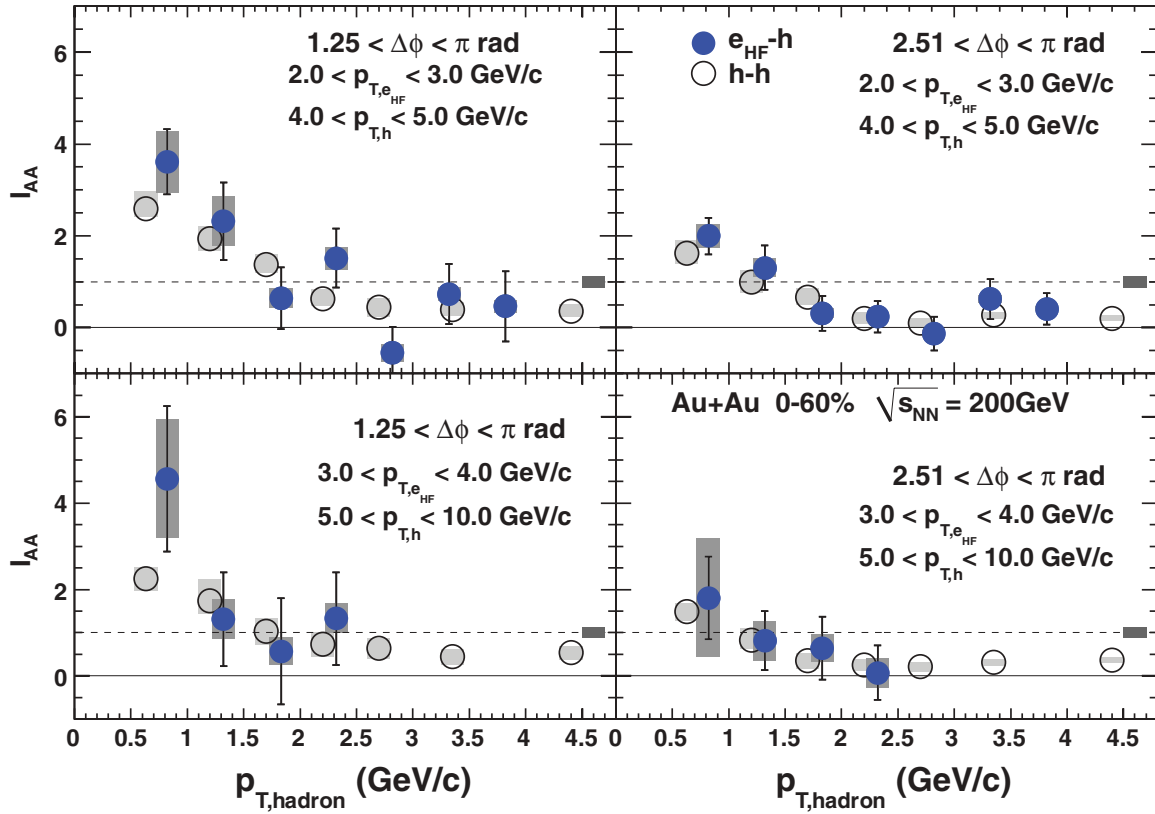 1.25 < Δϕ < π rad
2.0 < p_{T,e_{HF}} < 3.0 GeV/c
4.0 < p_{T,h} < 5.0 GeV/c
I_{AA}
6
4
2
0
e_{HF}-h
h-h
2.51 < Δϕ < π rad
2.0 < p_{T,e_{HF}} < 3.0 GeV/c
4.0 < p_{T,h} < 5.0 GeV/c
1.25 < Δϕ < π rad
3.0 < p_{T,e_{HF}} < 4.0 GeV/c
5.0 < p_{T,h} < 10.0 GeV/c
I_{AA}
6
4
2
0
Au+Au 0-60% √s_{NN} = 200GeV
2.51 < Δϕ < π rad
3.0 < p_{T,e_{HF}} < 4.0 GeV/c
5.0 < p_{T,h} < 10.0 GeV/c
0 0.5 1 1.5 2 2.5 3 3.5 4 4.5
0 0.5 1 1.5 2 2.5 3 3.5 4 4.5
p_{T,hadron} (GeV/c)
p_{T,hadron} (GeV/c)